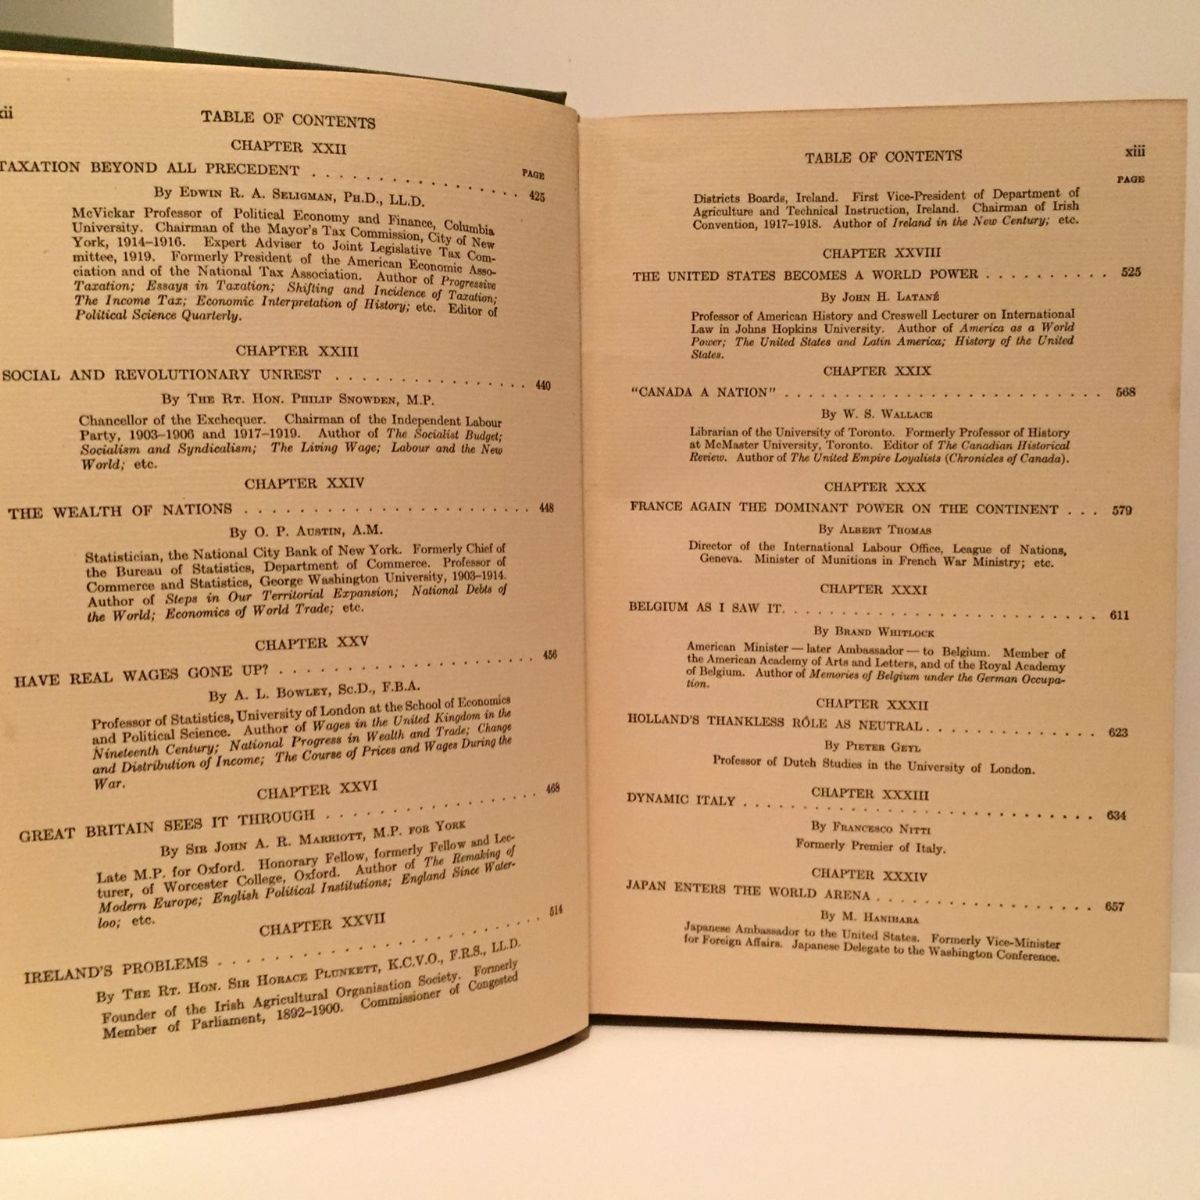 xii
TABLE OF CONTENTS
CHAPTER XXII
PAGE
TAXATION BEYOND ALL PRECEDENT . . . . . . . . . . . . . 425
By Edwin R. A. Seligman, Ph.D., LL.D.
McVickar Professor of Political Economy and Finance, Columbia
University. Chairman of the Mayor's Tax Commission, City of New
York, 1914–1916. Expert Adviser to Joint Legislative Tax Com-
mittee, 1919. Formerly President of the American Economic Asso-
ciation and of the National Tax Association. Author of Progressive
Taxation; Essays in Taxation; Shifting and Incidence of Taxation;
The Income Tax; Economic Interpretation of History; etc. Editor of
Political Science Quarterly.
CHAPTER XXIII
SOCIAL AND REVOLUTIONARY UNREST . . . . . . . . . . . . . 440
By The Rt. Hon. Philip Snowden, M.P.
Chancellor of the Exchequer. Chairman of the Independent Labour
Party, 1903–1906 and 1917–1919. Author of The Socialist Budget;
Socialism and Syndicalism; The Living Wage; Labour and the New
World; etc.
CHAPTER XXIV
THE WEALTH OF NATIONS . . . . . . . . . . . . . . . . . . . 448
By O. P. Austin, A.M.
Statistician, the National City Bank of New York. Formerly Chief of
the Bureau of Statistics, Department of Commerce. Professor of
Commerce and Statistics, George Washington University, 1903–1914.
Author of Steps in Our Territorial Expansion; National Debts of
the World; Economics of World Trade; etc.
CHAPTER XXV
HAVE REAL WAGES GONE UP? . . . . . . . . . . . . . . . . . 456
By A. L. Bowley, Sc.D., F.B.A.
Professor of Statistics, University of London at the School of Economics
and Political Science. Author of Wages in the United Kingdom in the
Nineteenth Century; National Progress in Wealth and Trade; Change
and Distribution of Income; The Course of Prices and Wages During the
War.
CHAPTER XXVI
GREAT BRITAIN SEES IT THROUGH . . . . . . . . . . . . . . 468
By Sir John A. R. Marriott, M.P. for York
Late M.P. for Oxford. Honorary Fellow, formerly Fellow and Lec-
turer, of Worcester College, Oxford. Author of The Remaking of
Modern Europe; English Political Institutions; England Since Water-
loo; etc.
CHAPTER XXVII
IRELAND'S PROBLEMS . . . . . . . . . . . . . . . . . . . . . 514
By The Rt. Hon. Sir Horace Plunkett, K.C.V.O., F.R.S., LL.D.
Founder of the Irish Agricultural Organisation Society. Formerly
Member of Parliament, 1892–1900. Commissioner of Congested
TABLE OF CONTENTS
xiii
PAGE
Districts Boards, Ireland. First Vice-President of Department of
Agriculture and Technical Instruction, Ireland. Chairman of Irish
Convention, 1917–1918. Author of Ireland in the New Century; etc.
CHAPTER XXVIII
THE UNITED STATES BECOMES A WORLD POWER . . . . . . . . . . 525
By John H. Latané
Professor of American History and Creswell Lecturer on International
Law in Johns Hopkins University. Author of America as a World
Power; The United States and Latin America; History of the United
States.
CHAPTER XXIX
"CANADA A NATION" . . . . . . . . . . . . . . . . . . . . . . . . . . . 568
By W. S. Wallace
Librarian of the University of Toronto. Formerly Professor of History
at McMaster University, Toronto. Editor of The Canadian Historical
Review. Author of The United Empire Loyalists (Chronicles of Canada).
CHAPTER XXX
FRANCE AGAIN THE DOMINANT POWER ON THE CONTINENT . . . 579
By Albert Thomas
Director of the International Labour Office, League of Nations,
Geneva. Minister of Munitions in French War Ministry; etc.
CHAPTER XXXI
BELGIUM AS I SAW IT. . . . . . . . . . . . . . . . . . . . . . . . . . 611
By Brand Whitlock
American Minister — later Ambassador — to Belgium. Member of
the American Academy of Arts and Letters, and of the Royal Academy
of Belgium. Author of Memories of Belgium under the German Occupa-
tion.
CHAPTER XXXII
HOLLAND'S THANKLESS RÔLE AS NEUTRAL . . . . . . . . . . . . . . . 623
By Pieter Geyl
Professor of Dutch Studies in the University of London.
CHAPTER XXXIII
DYNAMIC ITALY . . . . . . . . . . . . . . . . . . . . . . . . . . . . 634
By Francesco Nitti
Formerly Premier of Italy.
CHAPTER XXXIV
JAPAN ENTERS THE WORLD ARENA . . . . . . . . . . . . . . . . . . . 657
By M. Hanihara
Japanese Ambassador to the United States. Formerly Vice-Minister
for Foreign Affairs. Japanese Delegate to the Washington Conference.